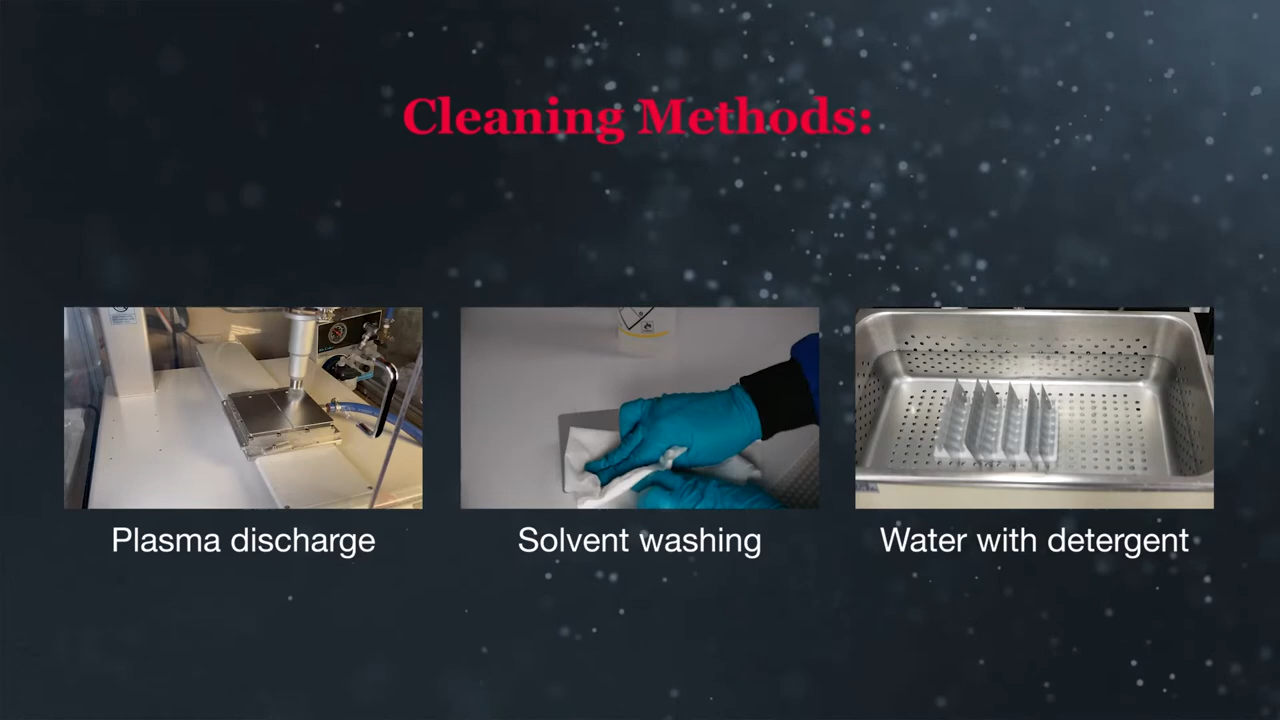 Cleaning Methods:
Plasma discharge
Solvent washing
Water with detergent